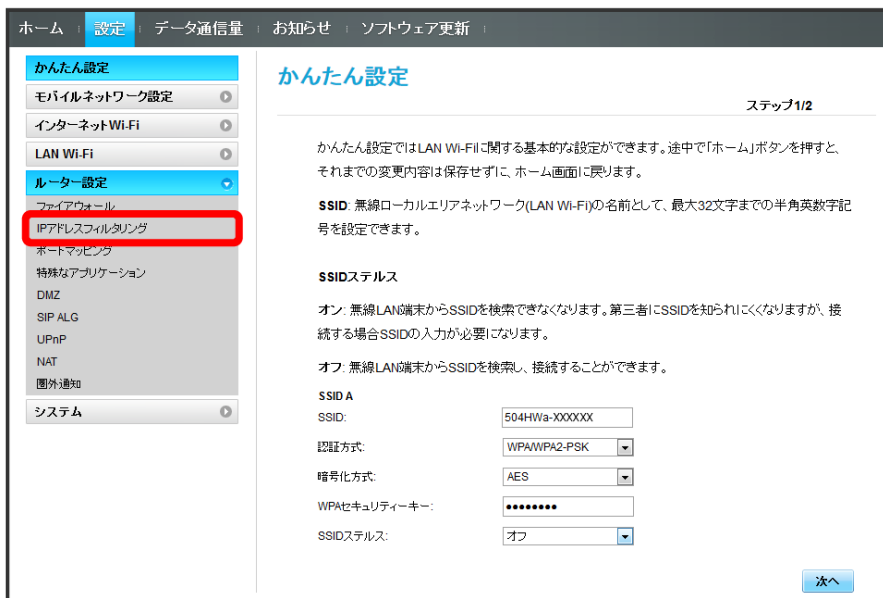 ホーム 設定 データ通信量 お知らせ ソフトウェア更新
かんたん設定
モバイルネットワーク設定
インターネットWi-Fi
LAN Wi-Fi
ルーター設定
ファイアウォール
IPアドレスフィルタリング
ポートマッピング
特殊なアプリケーション
DMZ
SIP ALG
UPnP
NAT
圏外通知
システム
かんたん設定
ステップ1/2
かんたん設定ではLAN Wi-Fiに関する基本的な設定ができます。途中で「ホーム」ボタンを押すと、
それまでの変更内容は保存せずに、ホーム画面に戻ります。
SSID: 無線ローカルエリアネットワーク(LAN Wi-Fi)の名前として、最大32文字までの半角英数字記
号を設定できます。
SSIDステルス
オン: 無線LAN端末からSSIDを検索できなくなります。第三者にSSIDを知られにくくなりますが、接
続する場合SSIDの入力が必要になります。
オフ: 無線LAN端末からSSIDを検索し、接続することができます。
SSID A
SSID: 504HWa-XXXXXX
認証方式: WPA/WPA2-PSK
暗号化方式: AES
WPAセキュリティーキー: ●●●●●●●●
SSIDステルス: オフ
次へ